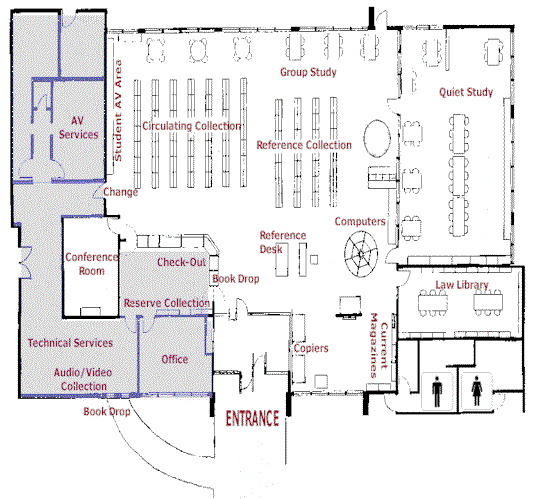 Group Study
Quiet Study
Student AV Area
AV
Services
Circulating Collection
Reference Collection
Change
Computers
Reference
Desk
Conference
Room
Check-Out
Book Drop
Law Library
Reserve Collection
Current
Magazines
Technical Services
Office
Copiers
Audio/Video
Collection
Book Drop
ENTRANCE